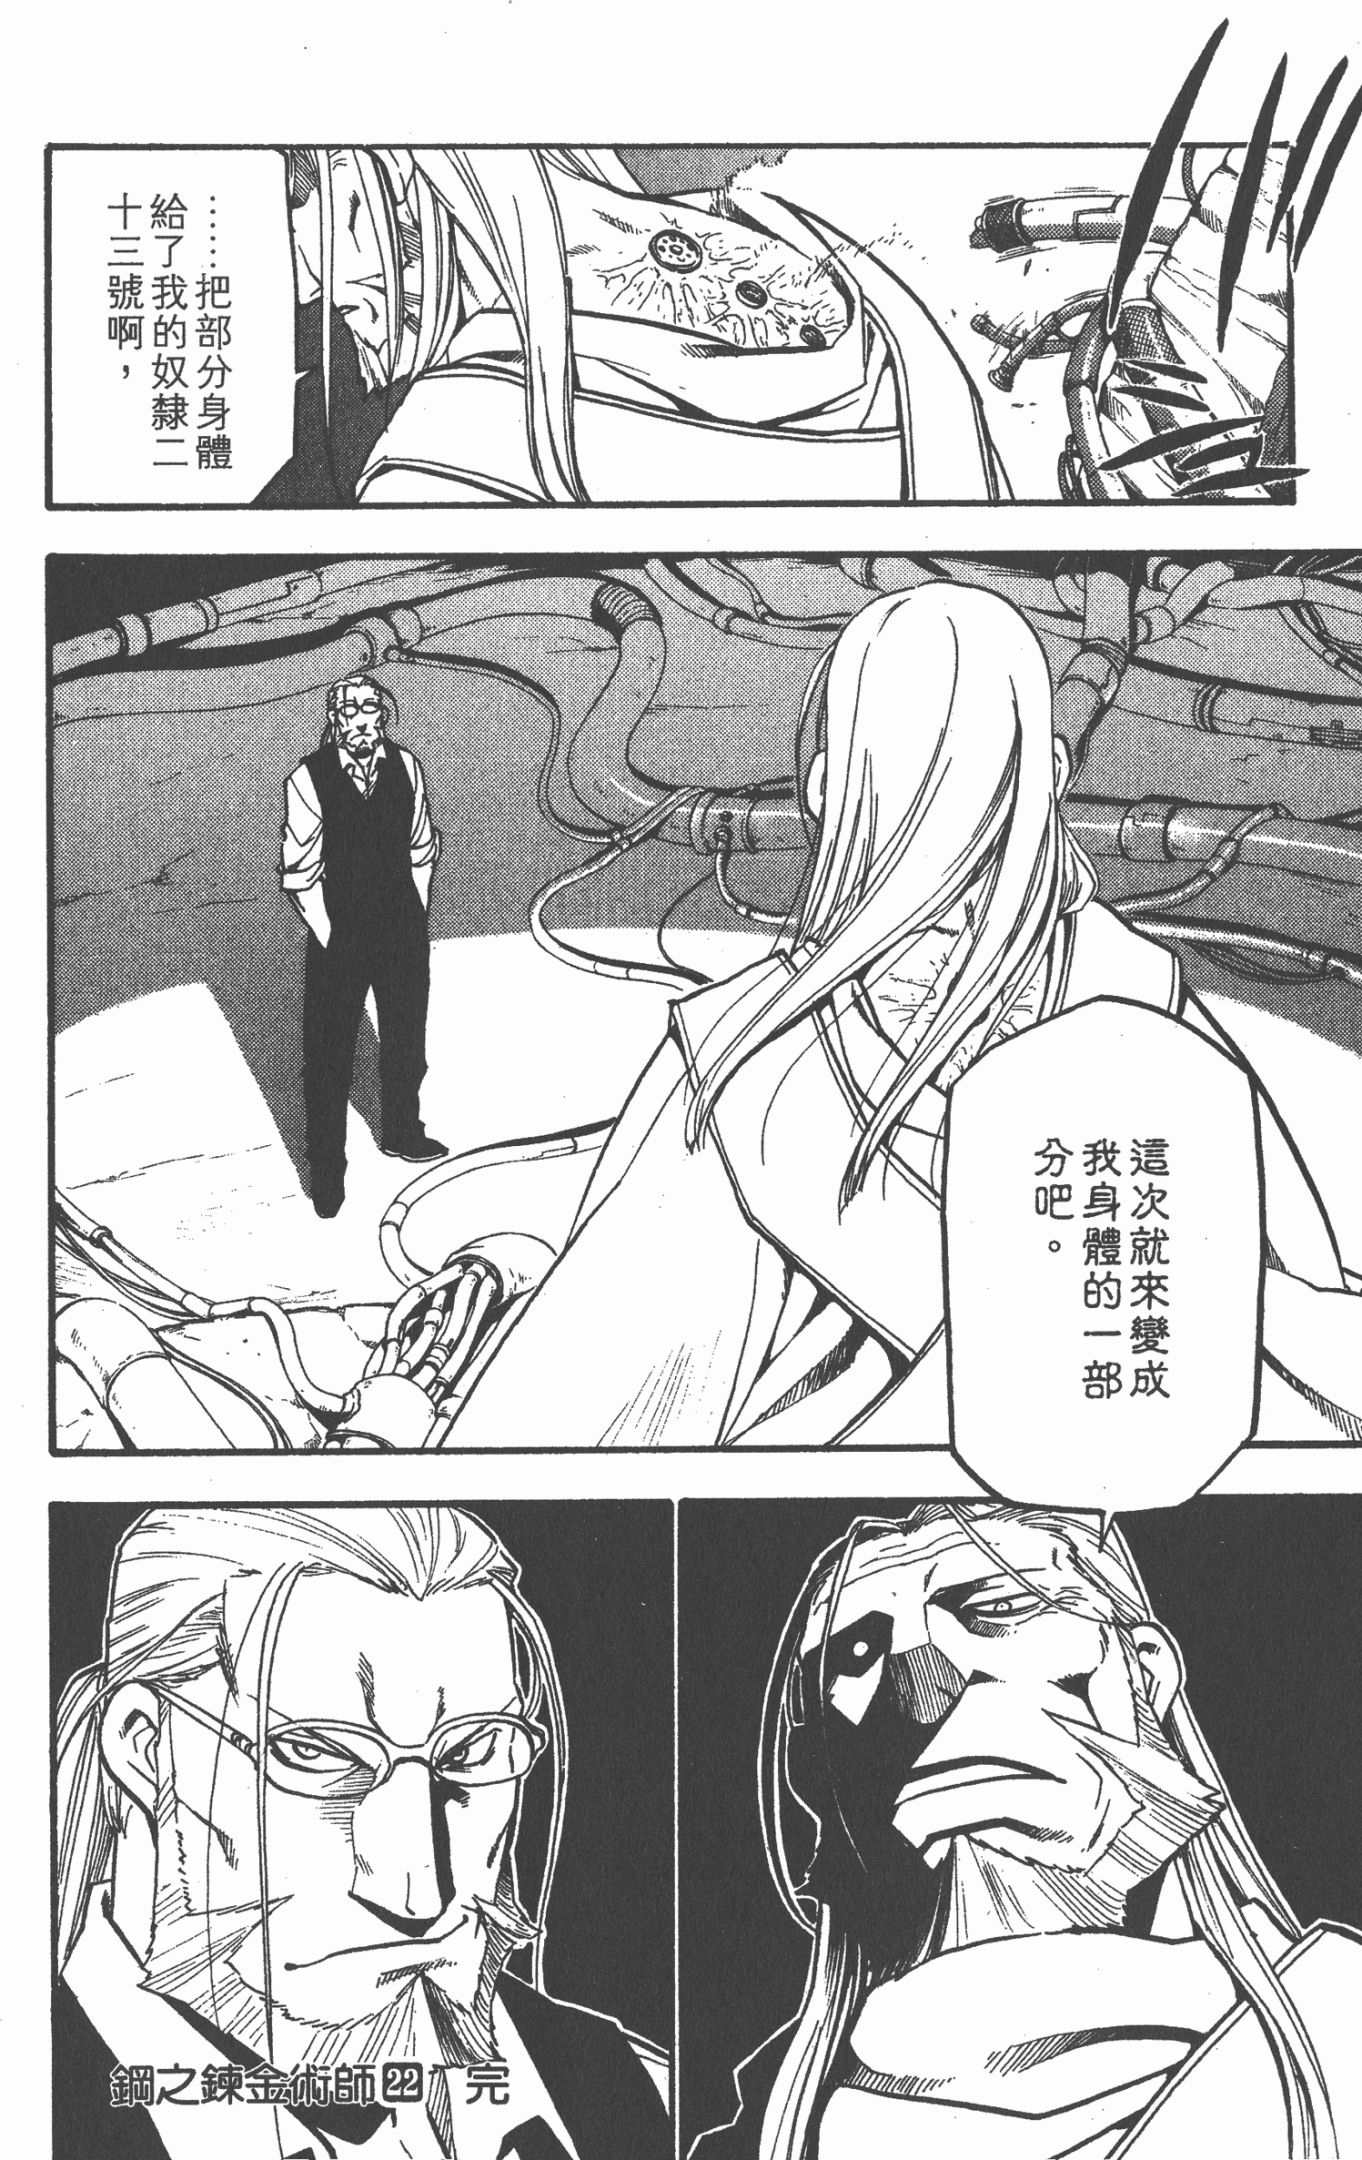 ……把部分身體
給了我的奴隸二
十三號啊，
這次就來變成
我身體的一部
分吧。
鋼之鍊金術師22 完